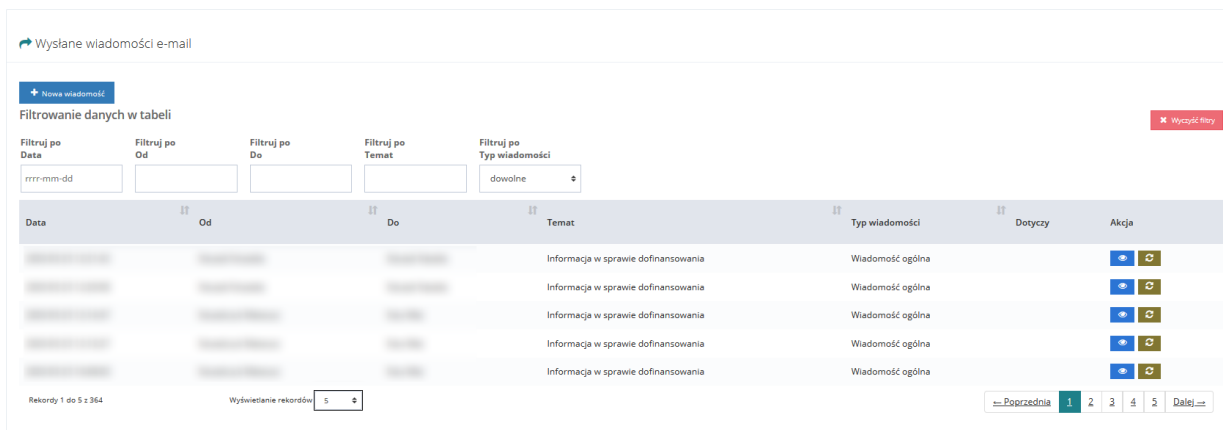 Wysłane wiadomości e-mail
Nowa wiadomość
Filtrowanie danych w tabeli
Wyczyść filtry
Filtruj po Data
Filtruj po Od
Filtruj po Do
Filtruj po Temat
Filtruj po Typ wiadomości
rrrr-mm-dd
dowolne
Data Od Do Temat Typ wiadomości Dotyczy Akcja
Informacja w sprawie dofinansowania Wiadomość ogólna
Informacja w sprawie dofinansowania Wiadomość ogólna
Informacja w sprawie dofinansowania Wiadomość ogólna
Informacja w sprawie dofinansowania Wiadomość ogólna
Informacja w sprawie dofinansowania Wiadomość ogólna
Rekordy 1 do 5 z 364 Wyświetlanie rekordów 5 ← Poprzednia 1 2 3 4 5 Dalej →